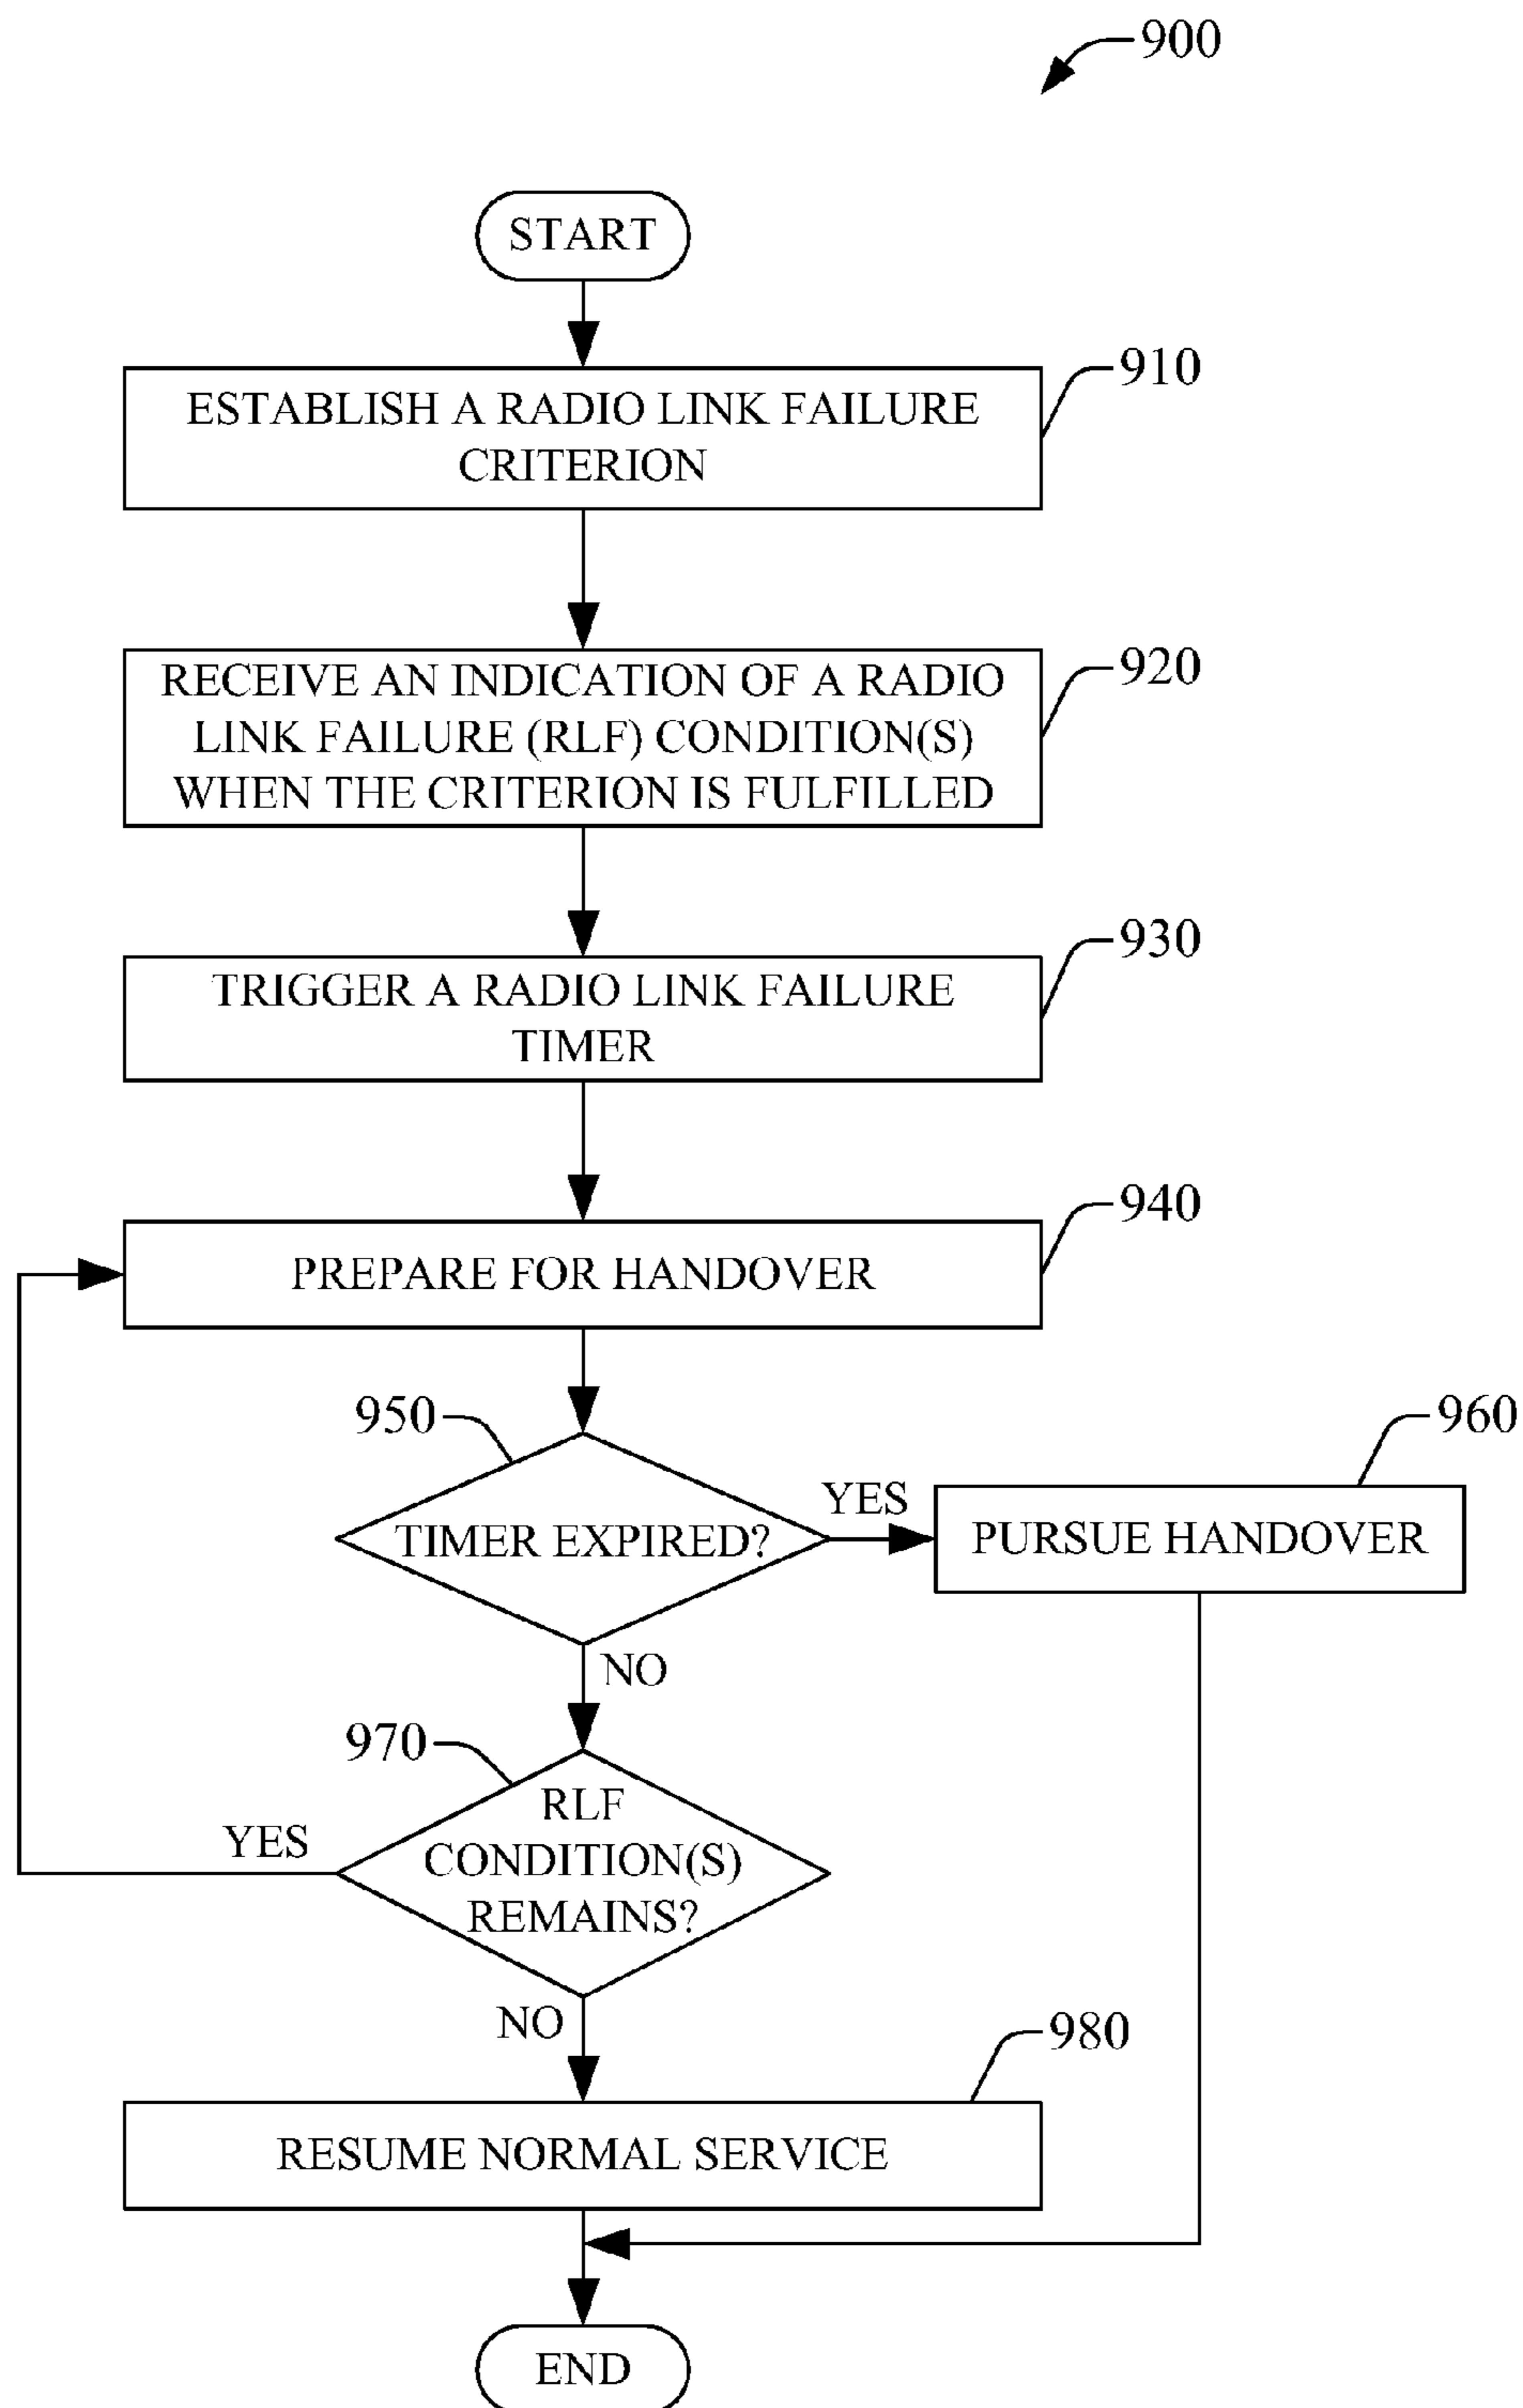 900
START
910
ESTABLISH A RADIO LINK FAILURE
CRITERION
920
RECEIVE AN INDICATION OF A RADIO
LINK FAILURE (RLF) CONDITION(S)
WHEN THE CRITERION IS FULFILLED
930
TRIGGER A RADIO LINK FAILURE
TIMER
940
PREPARE FOR HANDOVER
950
960
YES
TIMER EXPIRED?
PURSUE HANDOVER
NO
970
RLF
YES
CONDITION(S)
REMAINS?
NO
980
RESUME NORMAL SERVICE
END